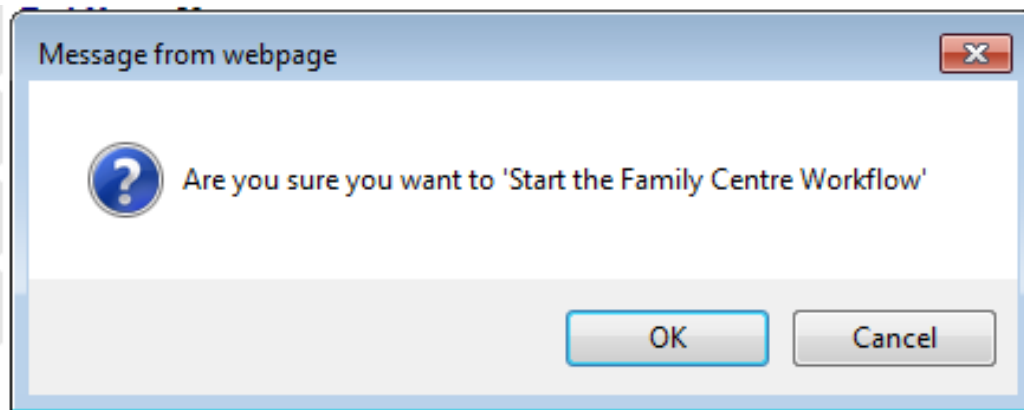 Message from webpage
Are you sure you want to 'Start the Family Centre Workflow'
OK
Cancel